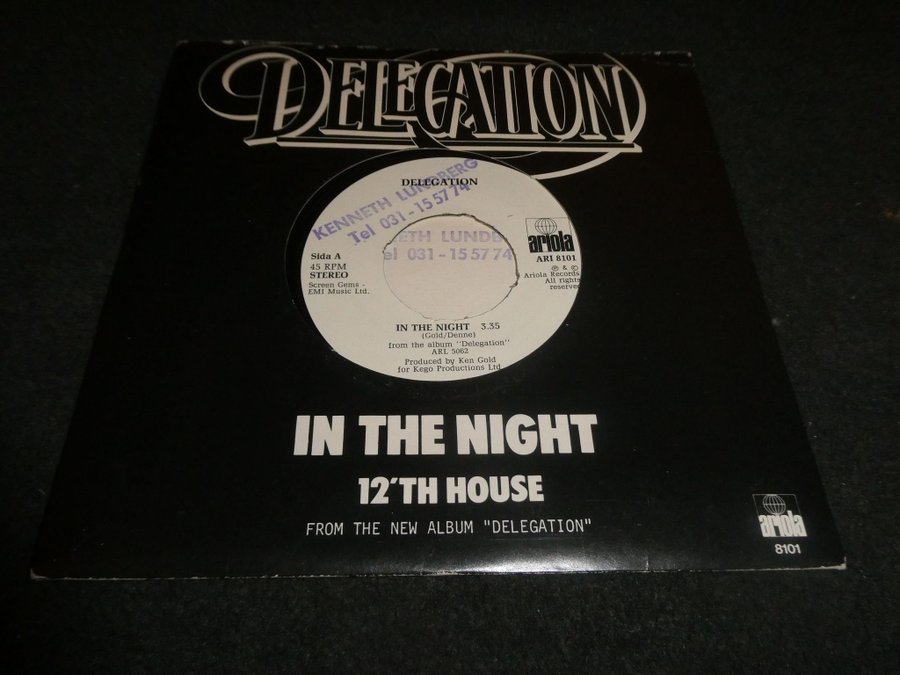 DELEGATION
KENNETH LUNDBERG
Tel 031-15 57 74
DELEGATION
ETH LUNDB
el 031-15 57 74
ariola
ARI 8101
Sida A
45 RPM
STEREO
Screen Gems -
EMI Music Ltd.
℗ & ©
Ariola Records
All rights
reserved
IN THE NIGHT 3.35
(Gold/Denne)
from the album "Delegation"
ARL 5062
Produced by Ken Gold
for Kego Productions Ltd
IN THE NIGHT
12'TH HOUSE
FROM THE NEW ALBUM "DELEGATION"
ariola
8101